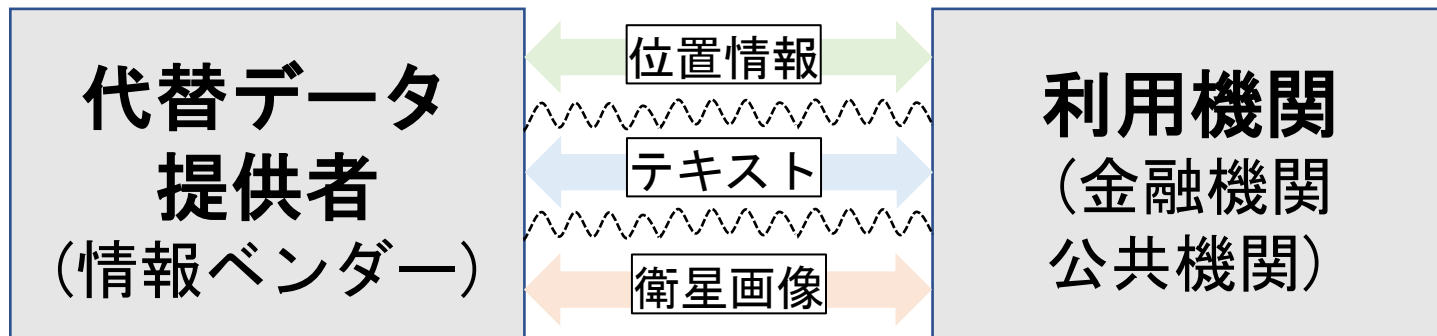 代替データ
提供者
（情報ベンダー）
位置情報
テキスト
衛星画像
利用機関
（金融機関
公共機関）